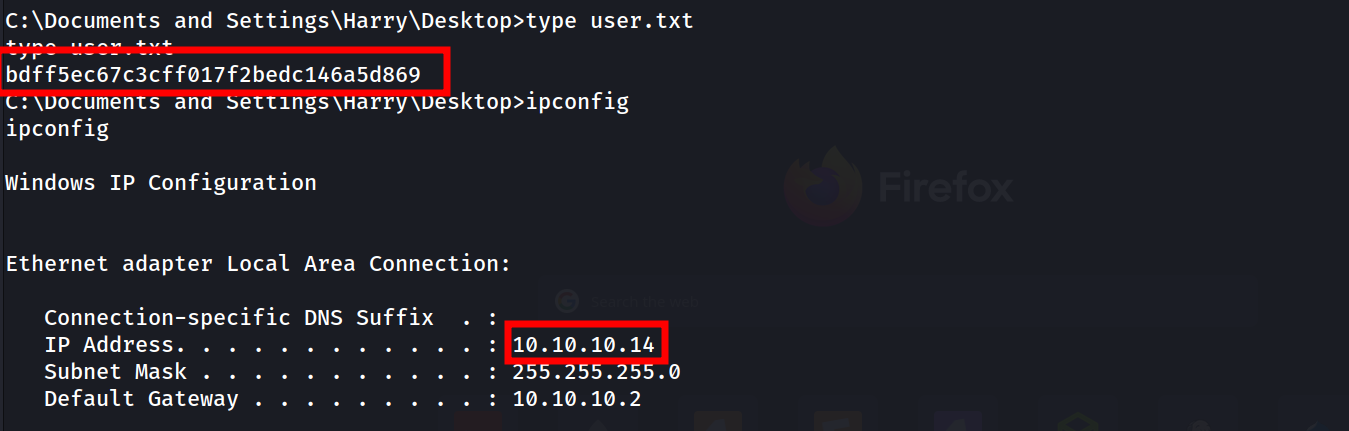 C:\Documents and Settings\Harry\Desktop>type user.txt
type user.txt
bdff5ec67c3cff017f2bedc146a5d869
C:\Documents and Settings\Harry\Desktop>ipconfig
ipconfig
Windows IP Configuration
Firefox
Ethernet adapter Local Area Connection:
Search the web
Connection-specific DNS Suffix  . :
IP Address. . . . . . . . . . . . : 10.10.10.14
Subnet Mask . . . . . . . . . . . : 255.255.255.0
Default Gateway . . . . . . . . . : 10.10.10.2